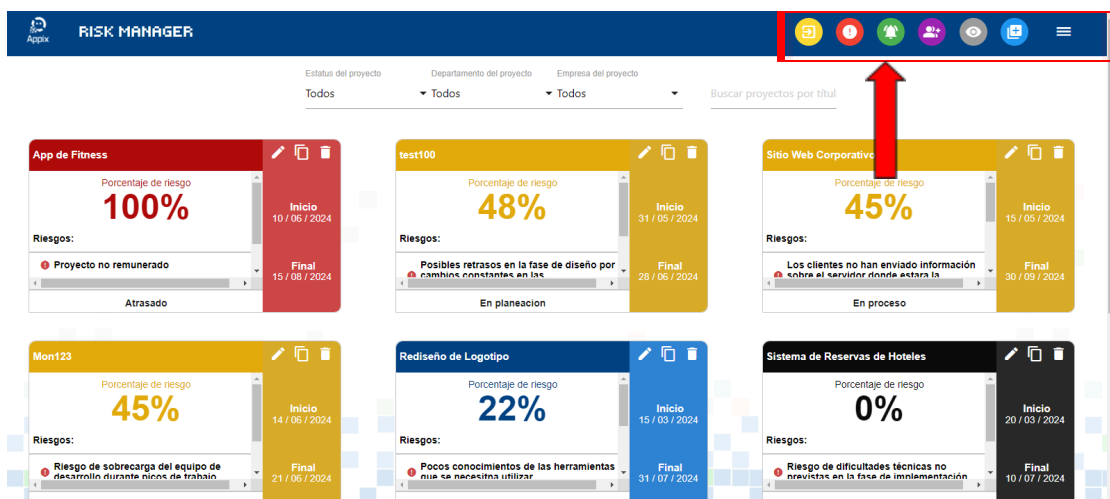 Appix
RISK MANAGER
Estatus del proyecto
Departamento del proyecto
Empresa del proyecto
Todos
Todos
Todos
Buscar proyectos por títul
App de Fitness
Porcentaje de riesgo
100%
Riesgos:
Proyecto no remunerado
Atrasado
Inicio
10 / 06 / 2024
Final
15 / 08 / 2024
test100
Porcentaje de riesgo
48%
Riesgos:
Posibles retrasos en la fase de diseño por
cambios constantes en las
En planeacion
Inicio
31 / 05 / 2024
Final
28 / 06 / 2024
Sitio Web Corporativo
Porcentaje de riesgo
45%
Riesgos:
Los clientes no han enviado información
sobre el servidor donde estara la
En proceso
Inicio
15 / 05 / 2024
Final
30 / 09 / 2024
Mon123
Porcentaje de riesgo
45%
Riesgos:
Riesgo de sobrecarga del equipo de
desarrollo durante picos de trabajo
Inicio
14 / 06 / 2024
Final
21 / 06 / 2024
Rediseño de Logotipo
Porcentaje de riesgo
22%
Riesgos:
Pocos conocimientos de las herramientas
que se necesitna utilizar
Inicio
15 / 03 / 2024
Final
31 / 07 / 2024
Sistema de Reservas de Hoteles
Porcentaje de riesgo
0%
Riesgos:
Riesgo de dificultades técnicas no
previstas en la fase de implementación
Inicio
20 / 03 / 2024
Final
10 / 07 / 2024